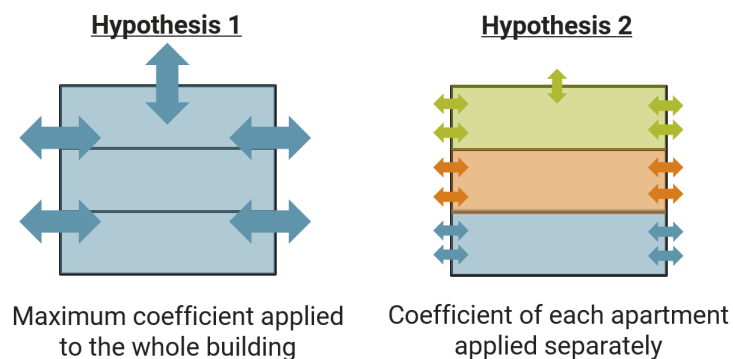 Hypothesis 1
Hypothesis 2
Maximum coefficient applied
to the whole building
Coefficient of each apartment
applied separately